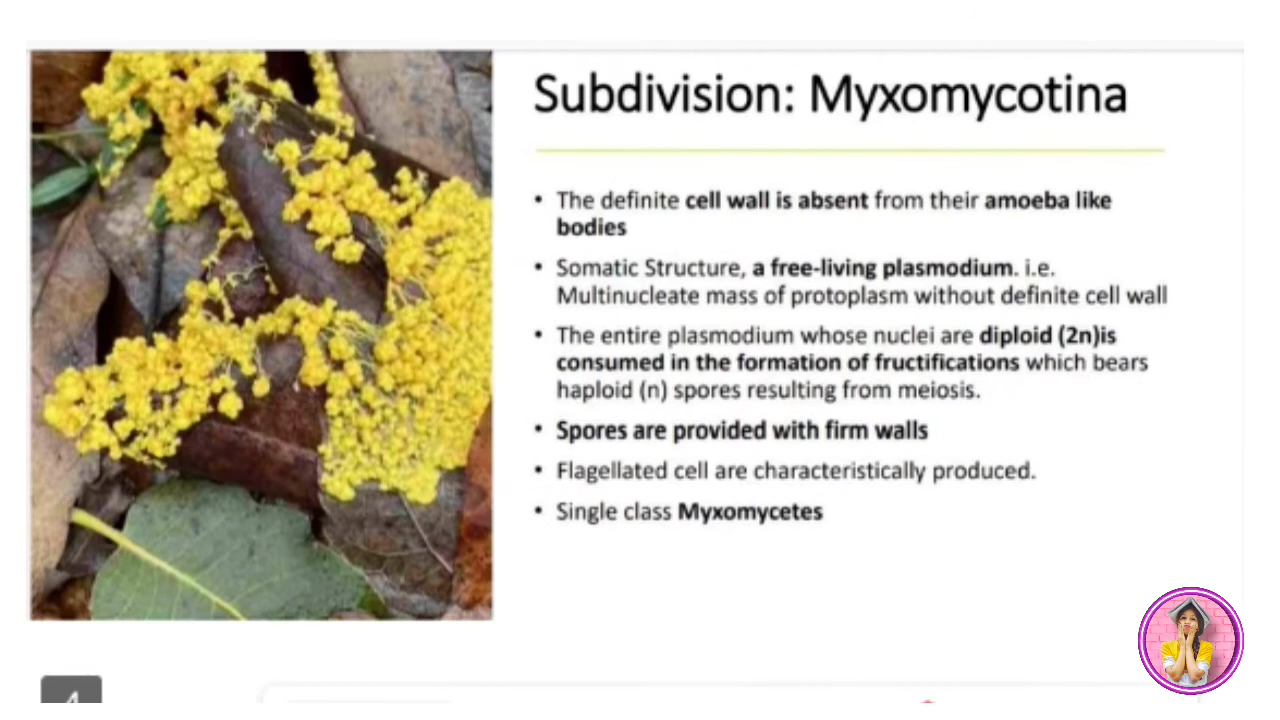 Subdivision: Myxomycotina
• The definite cell wall is absent from their amoeba like
bodies
• Somatic Structure, a free-living plasmodium. i.e.
Multinucleate mass of protoplasm without definite cell wall
• The entire plasmodium whose nuclei are diploid (2n)is
consumed in the formation of fructifications which bears
haploid (n) spores resulting from meiosis.
• Spores are provided with firm walls
• Flagellated cell are characteristically produced.
• Single class Myxomycetes
4